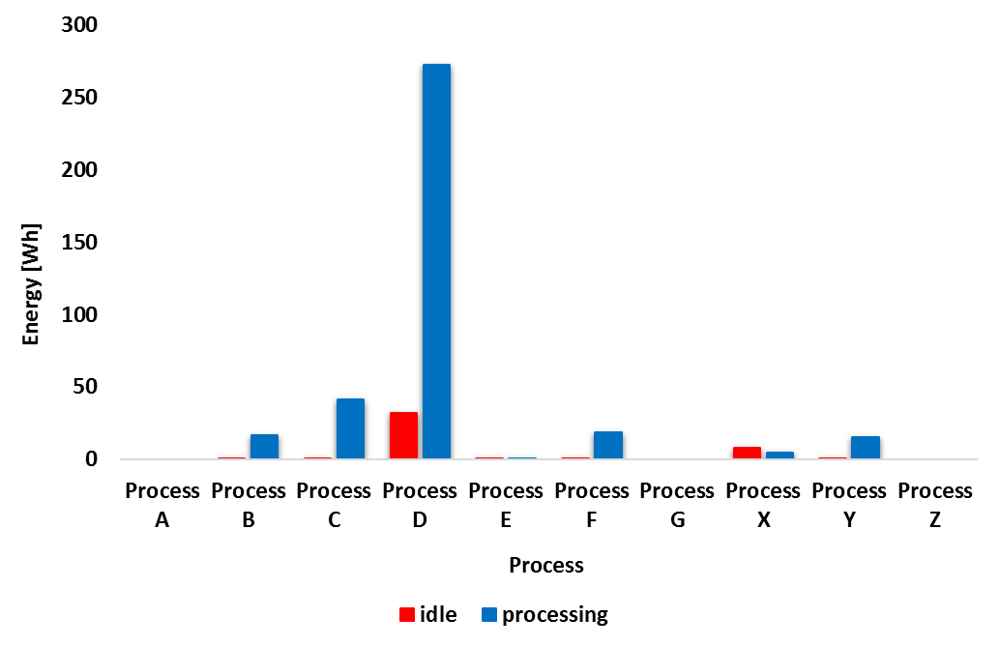 300
250
200
150
100
50
0
Energy [Wh]
Process Process Process Process Process Process Process Process Process Process
A B C D E F G X Y Z
Process
idle processing